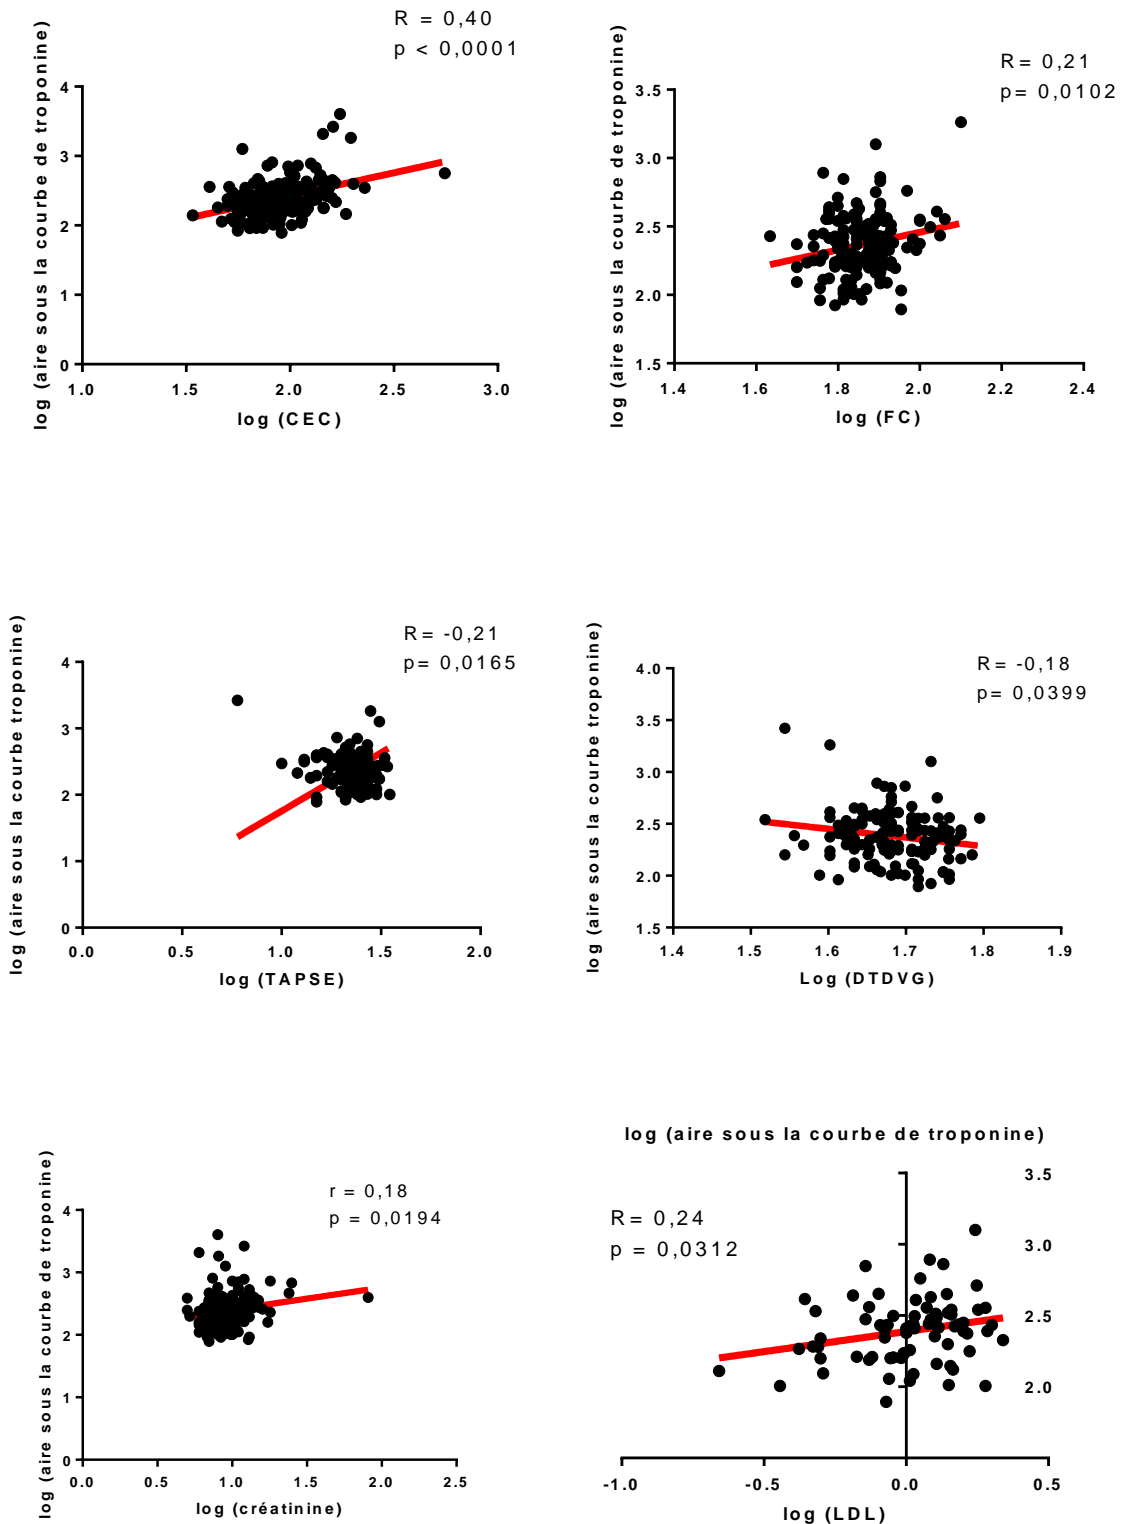 R = 0,40
p < 0,0001
log (aire sous la courbe de troponine)
4
3
2
1
0
1.0 1.5 2.0 2.5 3.0
log (CEC)
R= 0,21
p= 0,0102
log (aire sous la courbe de troponine)
3.5
3.0
2.5
2.0
1.5
1.4 1.6 1.8 2.0 2.2 2.4
log (FC)
R= -0,21
p= 0,0165
log (aire sous la courbe troponine)
4
3
2
1
0
0.0 0.5 1.0 1.5 2.0
log (TAPSE)
R= -0,18
p= 0,0399
log (aire sous la courbe troponine)
4.0
3.5
3.0
2.5
2.0
1.5
1.4 1.5 1.6 1.7 1.8 1.9
Log (DTDVG)
r = 0,18
p = 0,0194
log (aire sous la courbe de troponine)
4
3
2
1
0
0.0 0.5 1.0 1.5 2.0 2.5
log (créatinine)
log (aire sous la courbe de troponine)
R= 0,24
p = 0,0312
3.5
3.0
2.5
2.0
-1.0 -0.5 0.0 0.5
log (LDL)